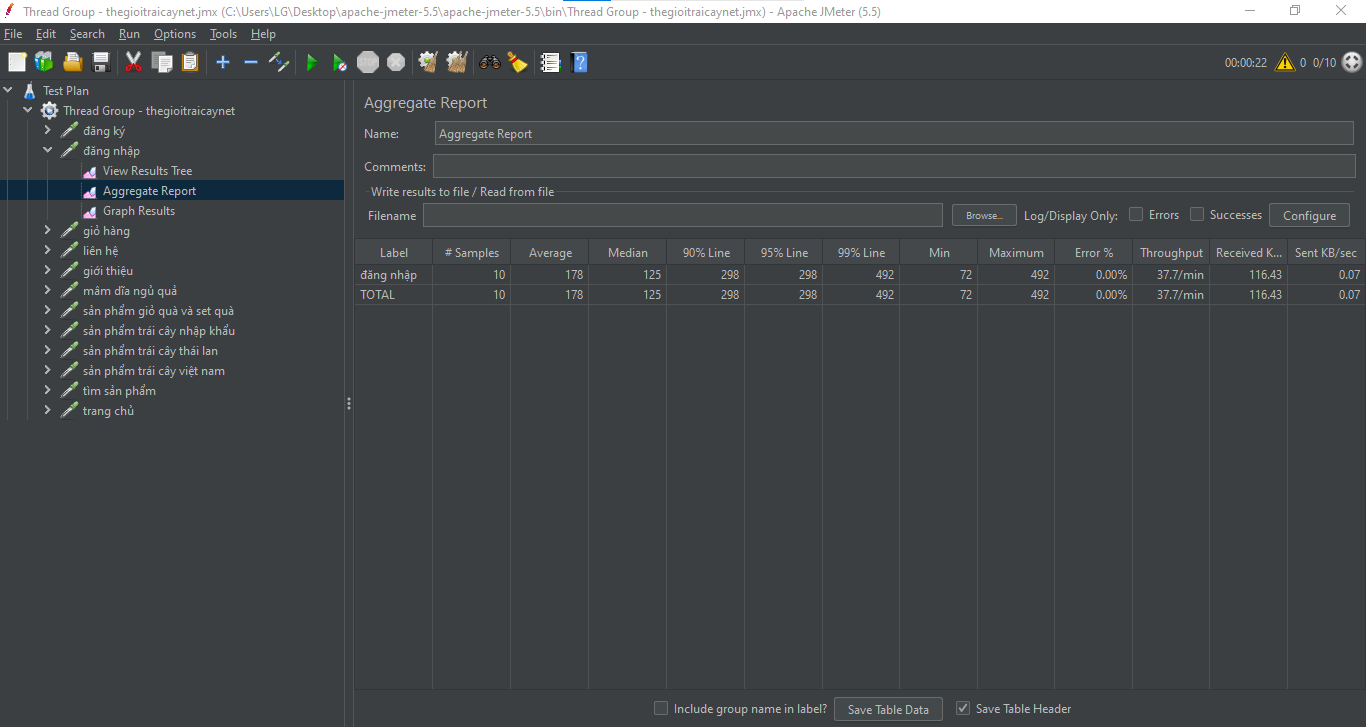 Thread Group - thegioitraicaynet.jmx (C:\Users\LG\Desktop\apache-jmeter-5.5\apache-jmeter-5.5\bin\Thread Group - thegioitraicaynet.jmx) - Apache JMeter (5.5)
File Edit Search Run Options Tools Help
STOP 00:00:22 0 0/10
Test Plan
Thread Group - thegioitraicaynet
đăng ký
đăng nhập
View Results Tree
Aggregate Report
Graph Results
giỏ hàng
liên hệ
giới thiệu
mâm dĩa ngủ quả
sản phẩm giỏ quà và set quà
sản phẩm trái cây nhập khẩu
sản phẩm trái cây thái lan
sản phẩm trái cây việt nam
tìm sản phẩm
trang chủ
Aggregate Report
Name: Aggregate Report
Comments:
Write results to file / Read from file
Filename Browse... Log/Display Only: Errors Successes Configure
Label # Samples Average Median 90% Line 95% Line 99% Line Min Maximum Error % Throughput Received K... Sent KB/sec
đăng nhập 10 178 125 298 298 492 72 492 0.00% 37.7/min 116.43 0.07
TOTAL 10 178 125 298 298 492 72 492 0.00% 37.7/min 116.43 0.07
Include group name in label? Save Table Data Save Table Header